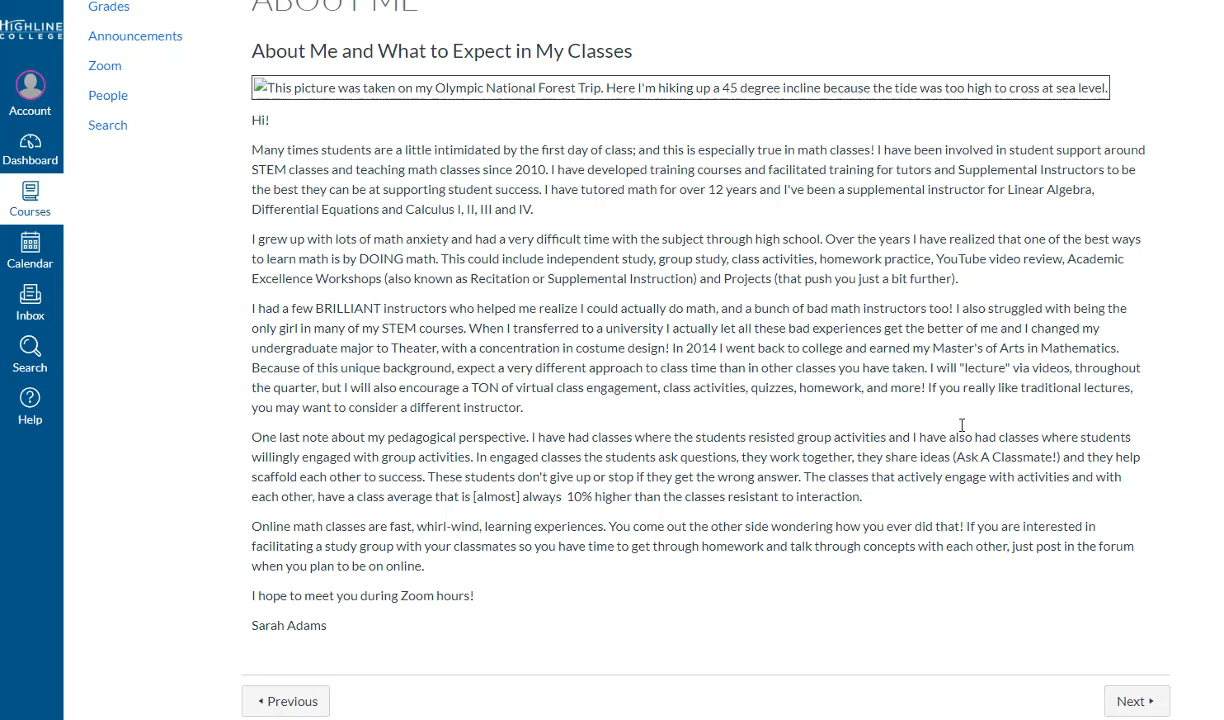 HIGHLINE
COLLEGE
Account
Dashboard
Courses
Calendar
Inbox
Search
Help
Grades
Announcements
Zoom
People
Search
ABOUT ME
About Me and What to Expect in My Classes
This picture was taken on my Olympic National Forest Trip. Here I'm hiking up a 45 degree incline because the tide was too high to cross at sea level.
Hi!
Many times students are a little intimidated by the first day of class; and this is especially true in math classes! I have been involved in student support around
STEM classes and teaching math classes since 2010. I have developed training courses and facilitated training for tutors and Supplemental Instructors to be
the best they can be at supporting student success. I have tutored math for over 12 years and I've been a supplemental instructor for Linear Algebra,
Differential Equations and Calculus I, II, III and IV.
I grew up with lots of math anxiety and had a very difficult time with the subject through high school. Over the years I have realized that one of the best ways
to learn math is by DOING math. This could include independent study, group study, class activities, homework practice, YouTube video review, Academic
Excellence Workshops (also known as Recitation or Supplemental Instruction) and Projects (that push you just a bit further).
I had a few BRILLIANT instructors who helped me realize I could actually do math, and a bunch of bad math instructors too! I also struggled with being the
only girl in many of my STEM courses. When I transferred to a university I actually let all these bad experiences get the better of me and I changed my
undergraduate major to Theater, with a concentration in costume design! In 2014 I went back to college and earned my Master's of Arts in Mathematics.
Because of this unique background, expect a very different approach to class time than in other classes you have taken. I will "lecture" via videos, throughout
the quarter, but I will also encourage a TON of virtual class engagement, class activities, quizzes, homework, and more! If you really like traditional lectures,
you may want to consider a different instructor.
One last note about my pedagogical perspective. I have had classes where the students resisted group activities and I have also had classes where students
willingly engaged with group activities. In engaged classes the students ask questions, they work together, they share ideas (Ask A Classmate!) and they help
scaffold each other to success. These students don't give up or stop if they get the wrong answer. The classes that actively engage with activities and with
each other, have a class average that is [almost] always 10% higher than the classes resistant to interaction.
Online math classes are fast, whirl-wind, learning experiences. You come out the other side wondering how you ever did that! If you are interested in
facilitating a study group with your classmates so you have time to get through homework and talk through concepts with each other, just post in the forum
when you plan to be on online.
I hope to meet you during Zoom hours!
Sarah Adams
Previous
Next